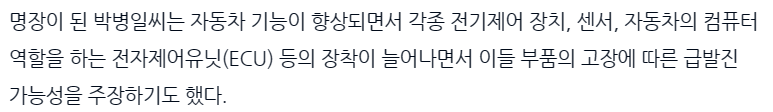 명장이 된 박병일씨는 자동차 기능이 향상되면서 각종 전기제어 장치, 센서, 자동차의 컴퓨터
역할을 하는 전자제어유닛(ECU) 등의 장착이 늘어나면서 이들 부품의 고장에 따른 급발진
가능성을 주장하기도 했다.